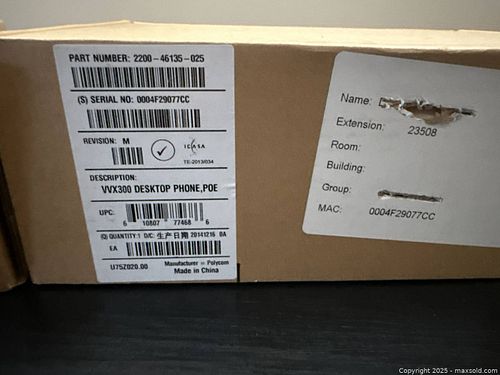 PART NUMBER: 2200-46135-025
(S) SERIAL NO: 0004F29077CC
REVISION: M
ICASA
TE-2013/034
DESCRIPTION:
VVX300 DESKTOP PHONE,POE
UPC:
6 10807 77468 6
(Q) QUANTITY:1 D/C: 生产日期 20141216 0A
EA
U75Z020.00
Manufacturer = Polycom
Made in China
Name:
Extension: 23508
Room:
Building:
Group:
MAC: 0004F29077CC
Copyright 2025 - maxsold.com